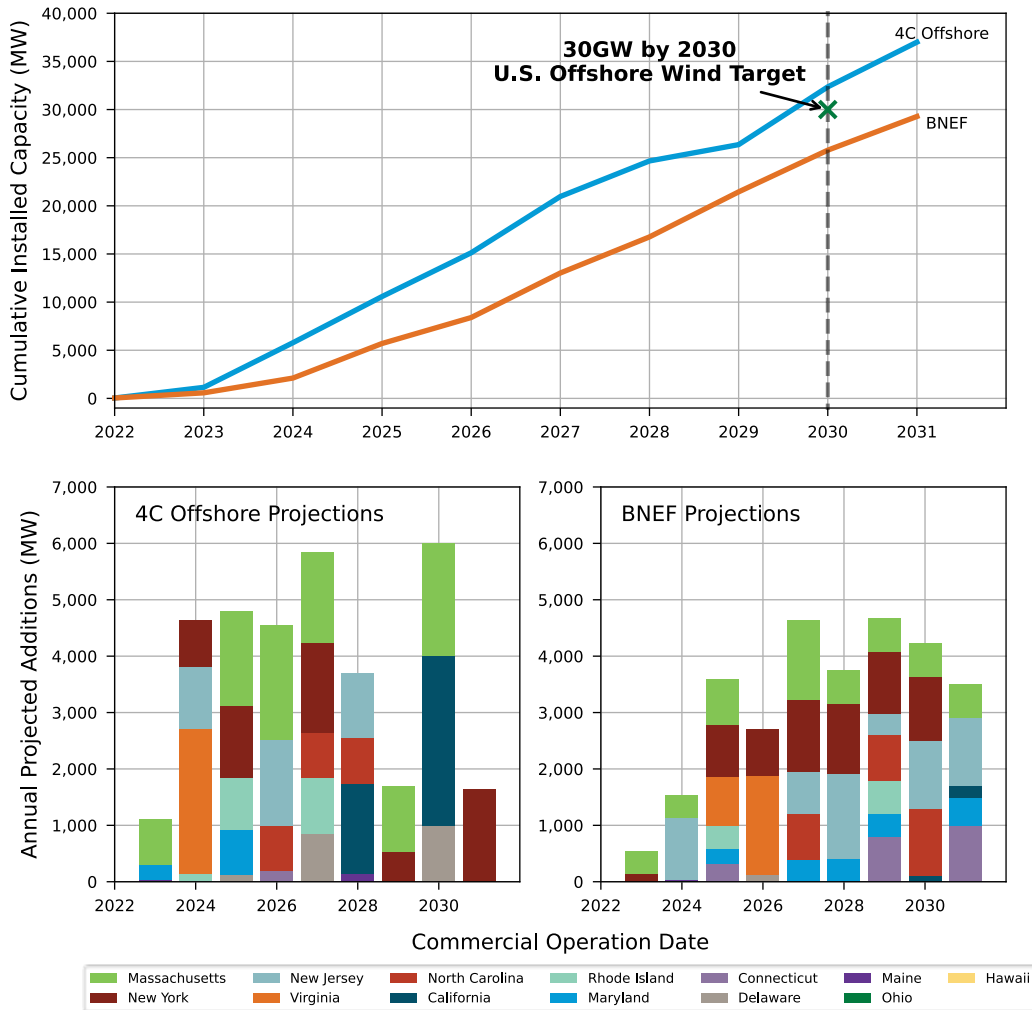 40,000
35,000
30,000
25,000
20,000
15,000
10,000
5,000
0
Cumulative Installed Capacity (MW)
4C Offshore
30GW by 2030
U.S. Offshore Wind Target
BNEF
2022 2023 2024 2025 2026 2027 2028 2029 2030 2031
7,000
6,000
5,000
4,000
3,000
2,000
1,000
0
Annual Projected Additions (MW)
4C Offshore Projections
2022 2024 2026 2028 2030
7,000
6,000
5,000
4,000
3,000
2,000
1,000
0
BNEF Projections
2022 2024 2026 2028 2030
Commercial Operation Date
Massachusetts New Jersey North Carolina Rhode Island Connecticut Maine Hawaii
New York Virginia California Maryland Delaware Ohio